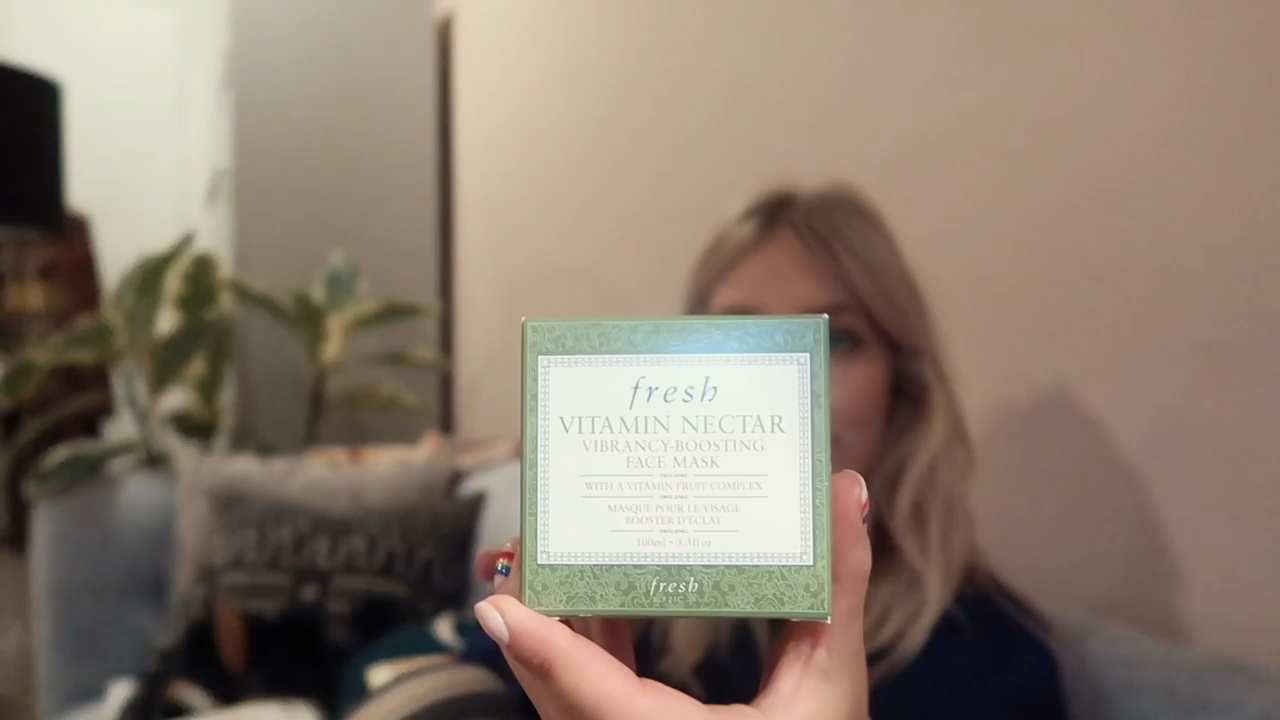 fresh
VITAMIN NECTAR
VIBRANCY-BOOSTING
FACE MASK
WITH A VITAMIN FRUIT COMPLEX
MASQUE POUR LE VISAGE
BOOSTER D'ÉCLAT
100ml - 3.3fl oz
fresh